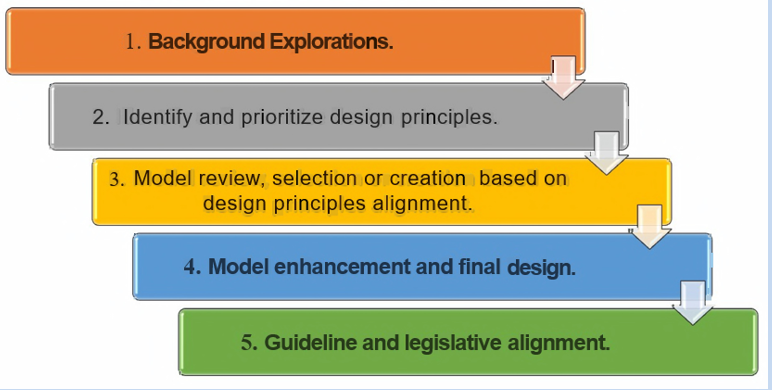 1. Background Explorations.
2. Identify and prioritize design principles.
3. Model review, selection or creation based on
design principles alignment.
4. Model enhancement and final design.
5. Guideline and legislative alignment.